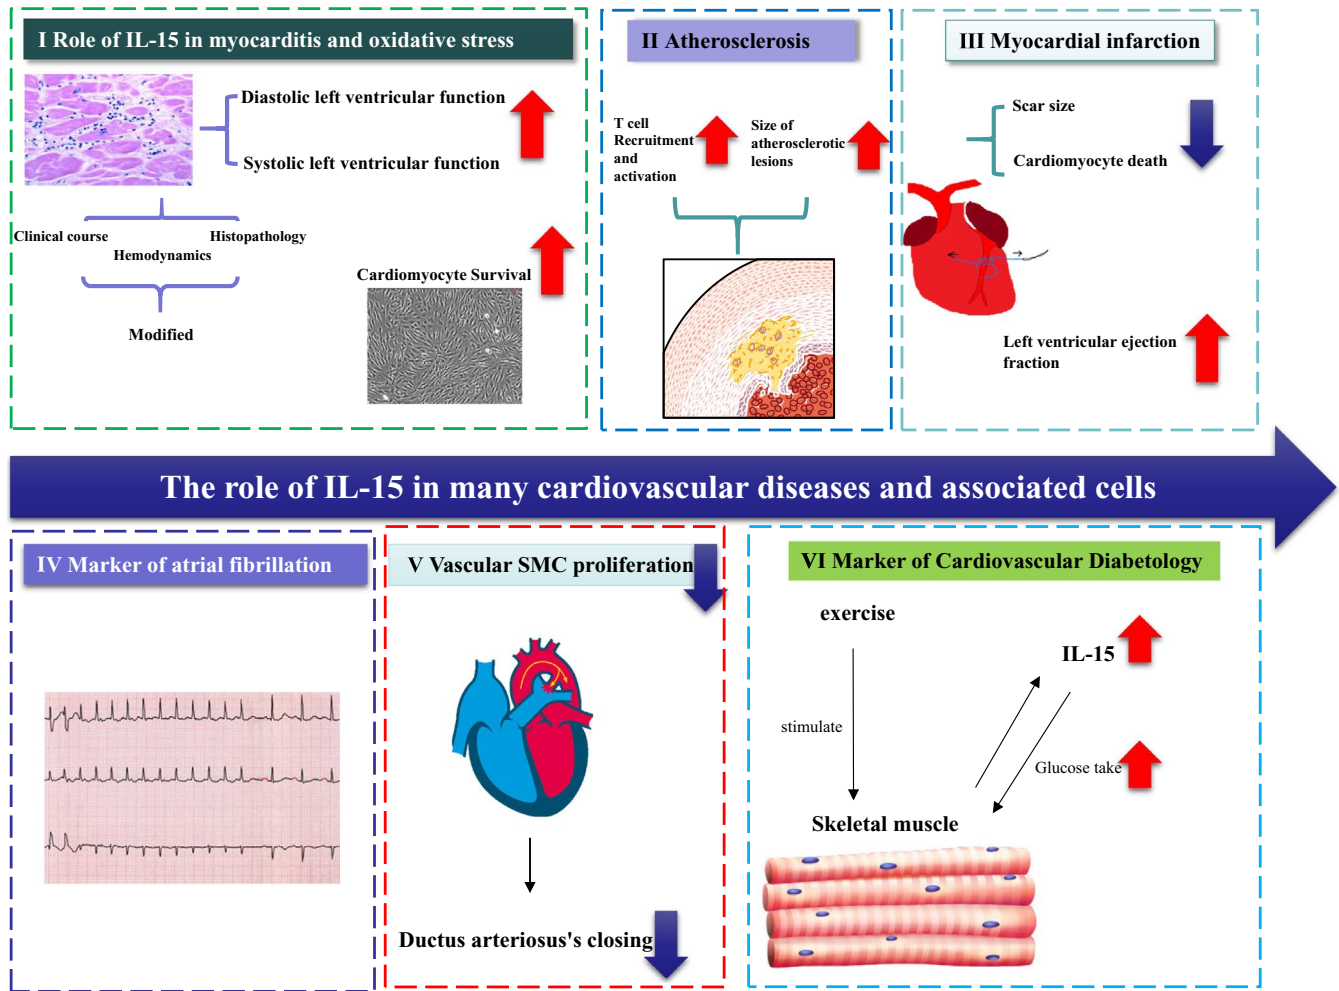 I Role of IL-15 in myocarditis and oxidative stress
Diastolic left ventricular function
Systolic left ventricular function
Clinical course
Hemodynamics
Histopathology
Modified
Cardiomyocyte Survival
II Atherosclerosis
T cell
Recruitment
and
activation
Size of
atherosclerotic
lesions
III Myocardial infarction
Scar size
Cardiomyocyte death
Left ventricular ejection
fraction
The role of IL-15 in many cardiovascular diseases and associated cells
IV Marker of atrial fibrillation
V Vascular SMC proliferation
Ductus arteriosus's closing
VI Marker of Cardiovascular Diabetology
exercise
IL-15
stimulate
Glucose take
Skeletal muscle